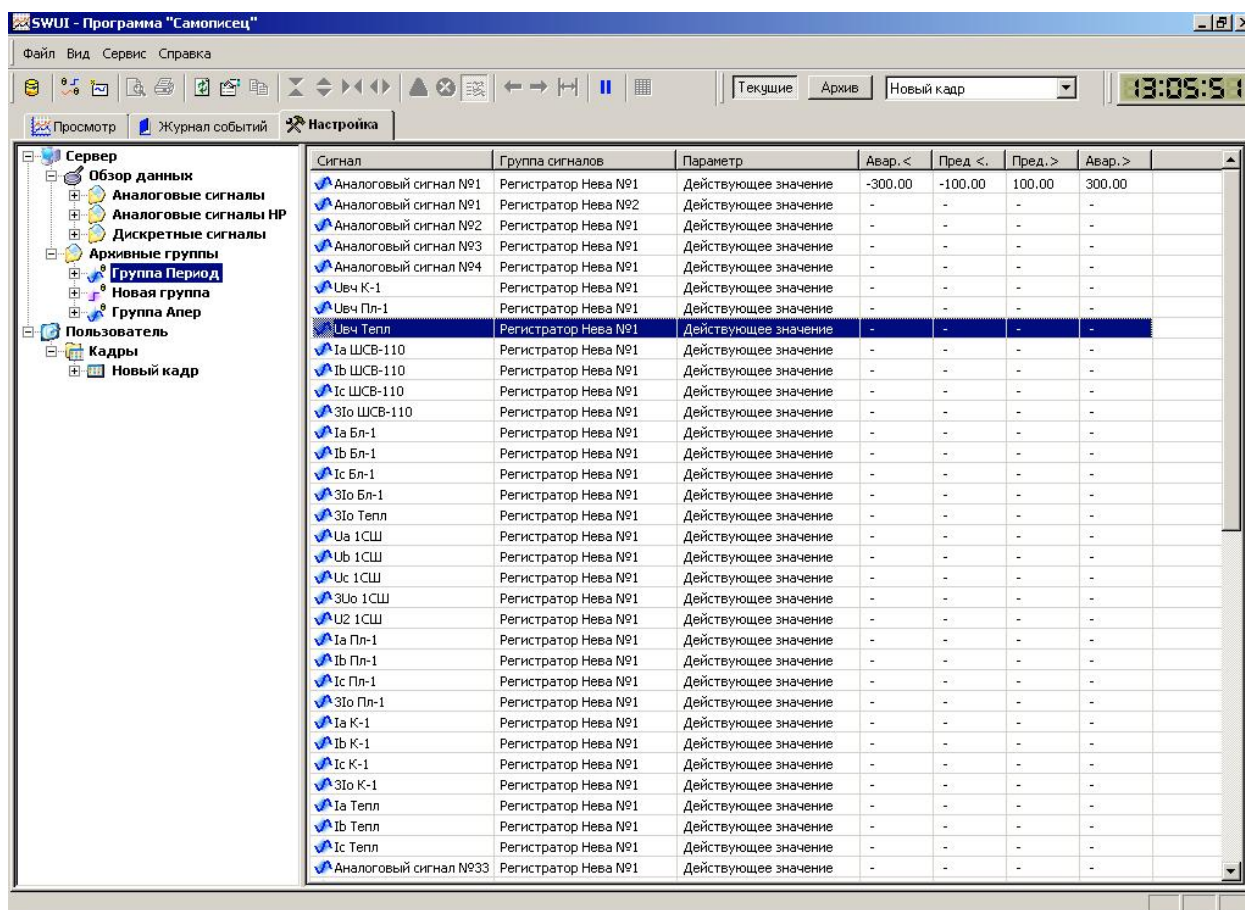 SWUI - Программа "Самописец"
Файл Вид Сервис Справка
Текущие Архив Новый кадр 13:05:51
Просмотр Журнал событий Настройка
Сервер
Обзор данных
Аналоговые сигналы
Аналоговые сигналы НР
Дискретные сигналы
Архивные группы
Группа Период
Новая группа
Группа Апер
Пользователь
Кадры
Новый кадр
Сигнал Группа сигналов Параметр Авар.< Пред <. Пред.> Авар.>
Аналоговый сигнал №1 Регистратор Нева №1 Действующее значение -300.00 -100.00 100.00 300.00
Аналоговый сигнал №1 Регистратор Нева №2 Действующее значение - - - -
Аналоговый сигнал №2 Регистратор Нева №1 Действующее значение - - - -
Аналоговый сигнал №3 Регистратор Нева №1 Действующее значение - - - -
Аналоговый сигнал №4 Регистратор Нева №1 Действующее значение - - - -
Uвч К-1 Регистратор Нева №1 Действующее значение - - - -
Uвч Пл-1 Регистратор Нева №1 Действующее значение - - - -
Uвч Тепл Регистратор Нева №1 Действующее значение - - - -
Ia ШСВ-110 Регистратор Нева №1 Действующее значение - - - -
Ib ШСВ-110 Регистратор Нева №1 Действующее значение - - - -
Ic ШСВ-110 Регистратор Нева №1 Действующее значение - - - -
3Io ШСВ-110 Регистратор Нева №1 Действующее значение - - - -
Ia Бл-1 Регистратор Нева №1 Действующее значение - - - -
Ib Бл-1 Регистратор Нева №1 Действующее значение - - - -
Ic Бл-1 Регистратор Нева №1 Действующее значение - - - -
3Io Бл-1 Регистратор Нева №1 Действующее значение - - - -
3Io Тепл Регистратор Нева №1 Действующее значение - - - -
Ua 1СШ Регистратор Нева №1 Действующее значение - - - -
Ub 1СШ Регистратор Нева №1 Действующее значение - - - -
Uc 1СШ Регистратор Нева №1 Действующее значение - - - -
3Uo 1СШ Регистратор Нева №1 Действующее значение - - - -
U2 1СШ Регистратор Нева №1 Действующее значение - - - -
Ia Пл-1 Регистратор Нева №1 Действующее значение - - - -
Ib Пл-1 Регистратор Нева №1 Действующее значение - - - -
Ic Пл-1 Регистратор Нева №1 Действующее значение - - - -
3Io Пл-1 Регистратор Нева №1 Действующее значение - - - -
Ia К-1 Регистратор Нева №1 Действующее значение - - - -
Ib К-1 Регистратор Нева №1 Действующее значение - - - -
Ic К-1 Регистратор Нева №1 Действующее значение - - - -
3Io К-1 Регистратор Нева №1 Действующее значение - - - -
Ia Тепл Регистратор Нева №1 Действующее значение - - - -
Ib Тепл Регистратор Нева №1 Действующее значение - - - -
Ic Тепл Регистратор Нева №1 Действующее значение - - - -
Аналоговый сигнал №33 Регистратор Нева №1 Действующее значение - - - -